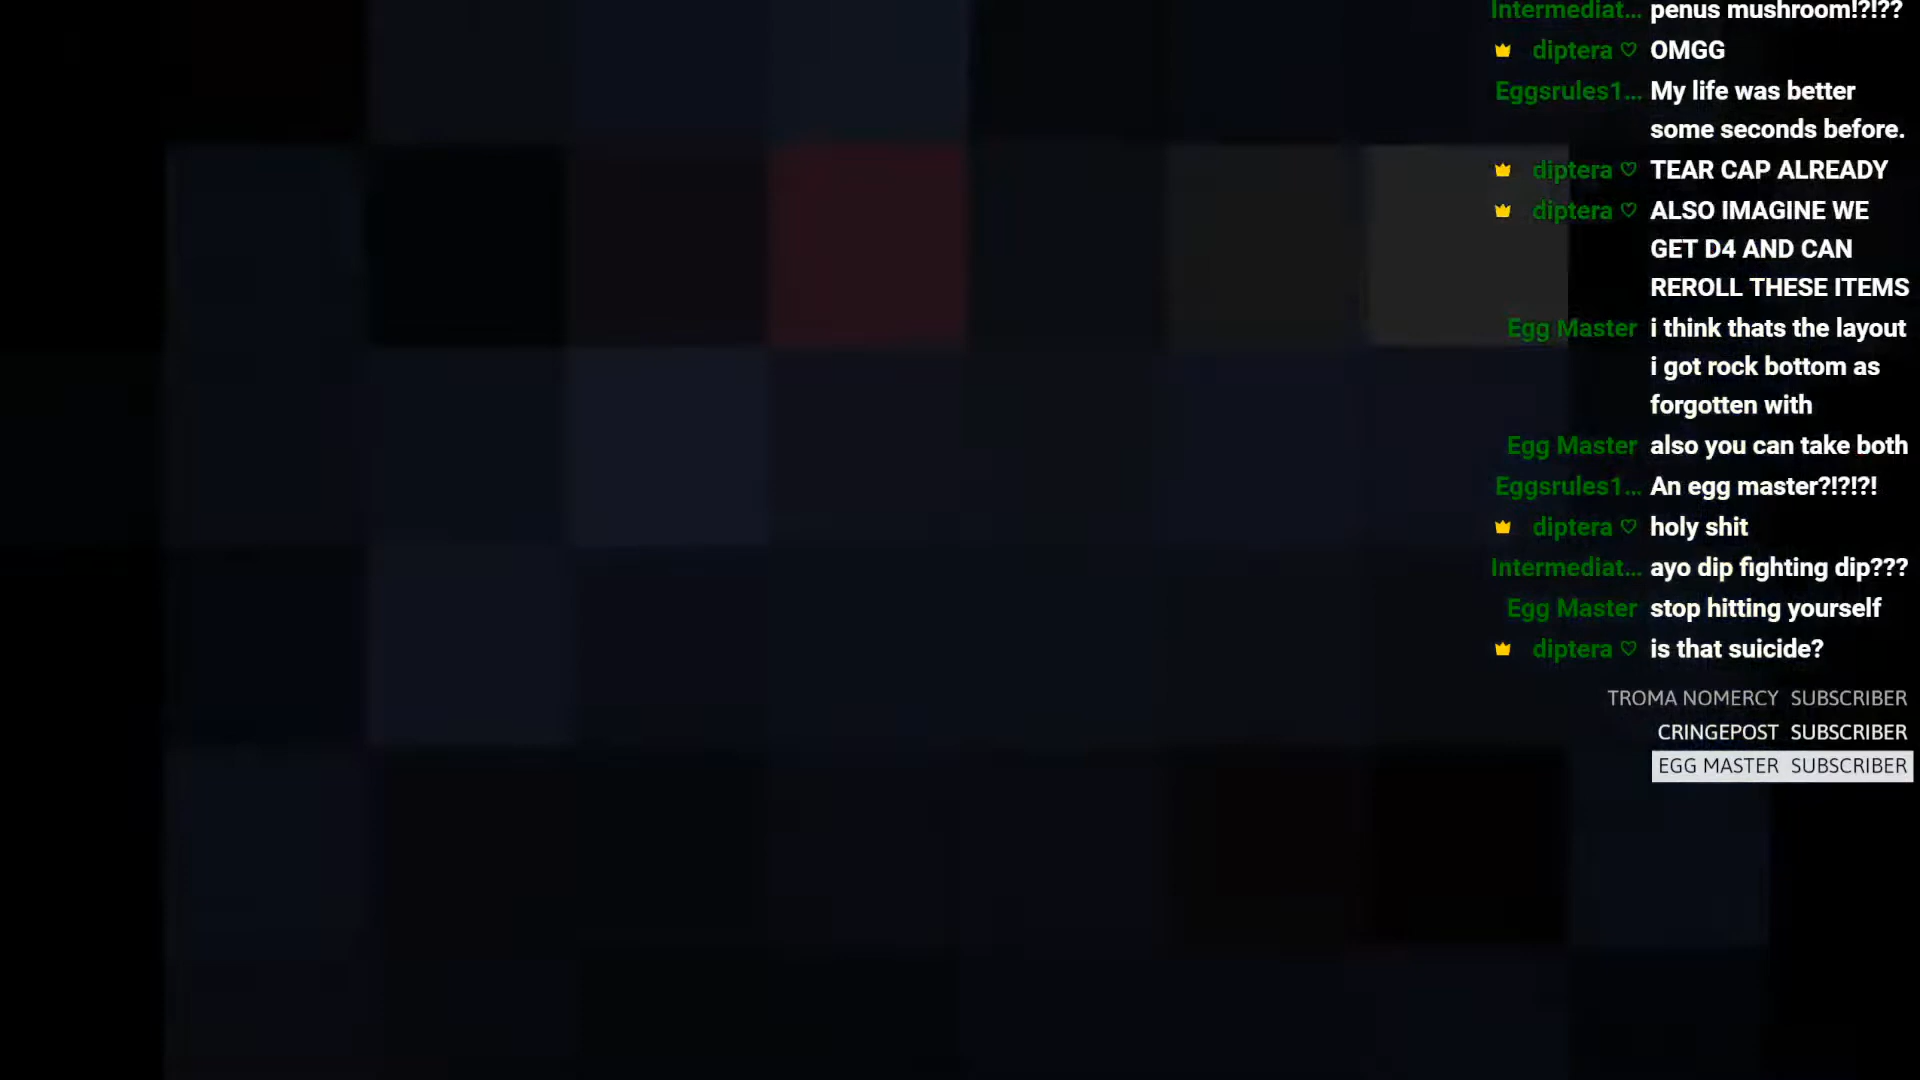 Intermediat... penus mushroom!?!??
diptera ♡ OMGG
Eggsrules1... My life was better
some seconds before.
diptera ♡ TEAR CAP ALREADY
diptera ♡ ALSO IMAGINE WE
GET D4 AND CAN
REROLL THESE ITEMS
Egg Master i think thats the layout
i got rock bottom as
forgotten with
Egg Master also you can take both
Eggsrules1... An egg master?!?!?!
diptera ♡ holy shit
Intermediat... ayo dip fighting dip???
Egg Master stop hitting yourself
diptera ♡ is that suicide?
TROMA NOMERCY SUBSCRIBER
CRINGEPOST SUBSCRIBER
EGG MASTER SUBSCRIBER